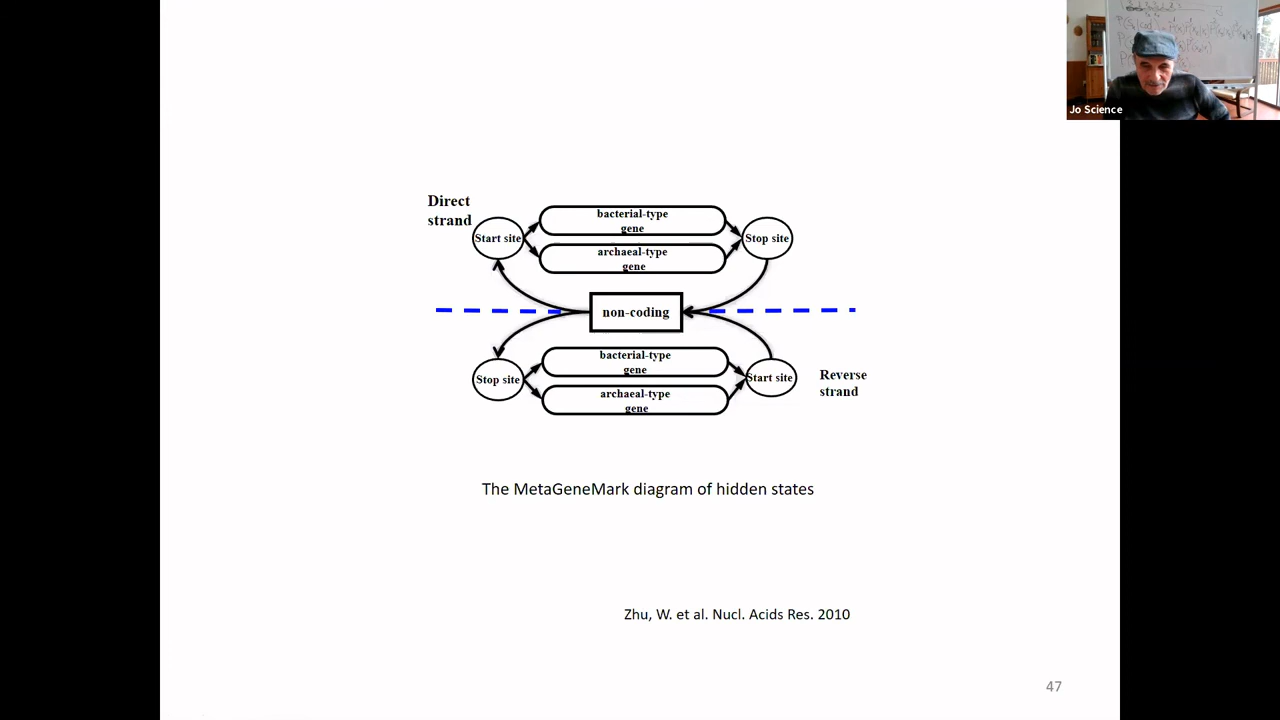 Jo Science
Direct
strand
bacterial-type
gene
Start site
Stop site
archaeal-type
gene
non-coding
bacterial-type
gene
Stop site
Start site
archaeal-type
gene
Reverse
strand
The MetaGeneMark diagram of hidden states
Zhu, W. et al. Nucl. Acids Res. 2010
47